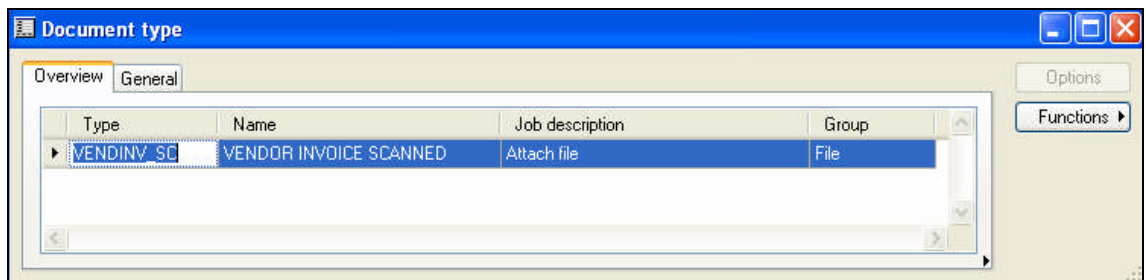 Document type
Overview General
Options
Functions
Type Name Job description Group
VENDINV_SC VENDOR INVOICE SCANNED Attach file File